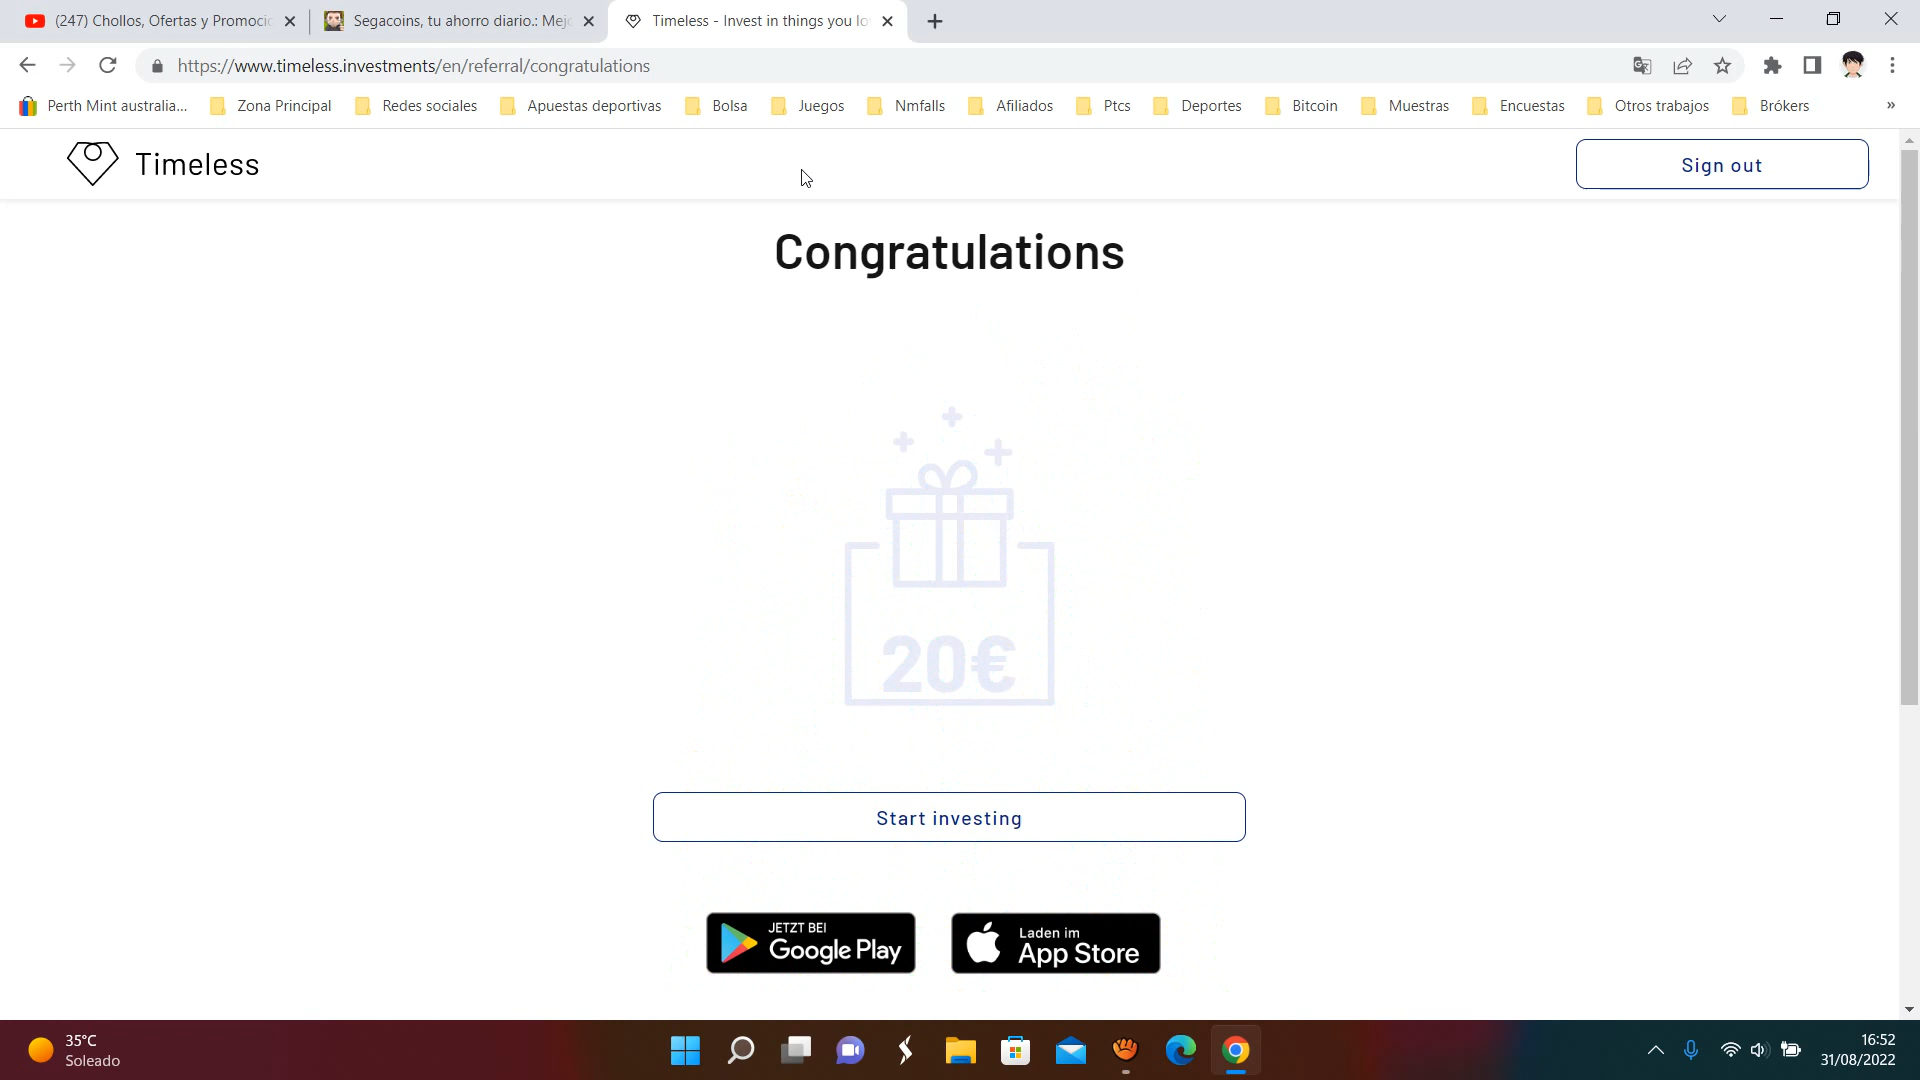 (247) Chollos, Ofertas y Promocio
Segacoins, tu ahorro diario.: Mejo
Timeless - Invest in things you lo
https://www.timeless.investments/en/referral/congratulations
Perth Mint australia...
Zona Principal
Redes sociales
Apuestas deportivas
Bolsa
Juegos
Nmfalls
Afiliados
Ptcs
Deportes
Bitcoin
Muestras
Encuestas
Otros trabajos
Brókers
»
Timeless
Sign out
Congratulations
20€
Start investing
JETZT BEI
Google Play
Laden im
App Store
35°C
Soleado
16:52
31/08/2022